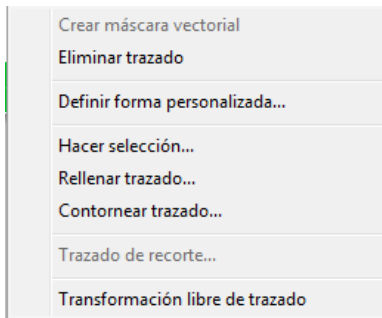 Crear máscara vectorial
Eliminar trazado
Definir forma personalizada...
Hacer selección...
Rellenar trazado...
Contornear trazado...
Trazado de recorte...
Transformación libre de trazado